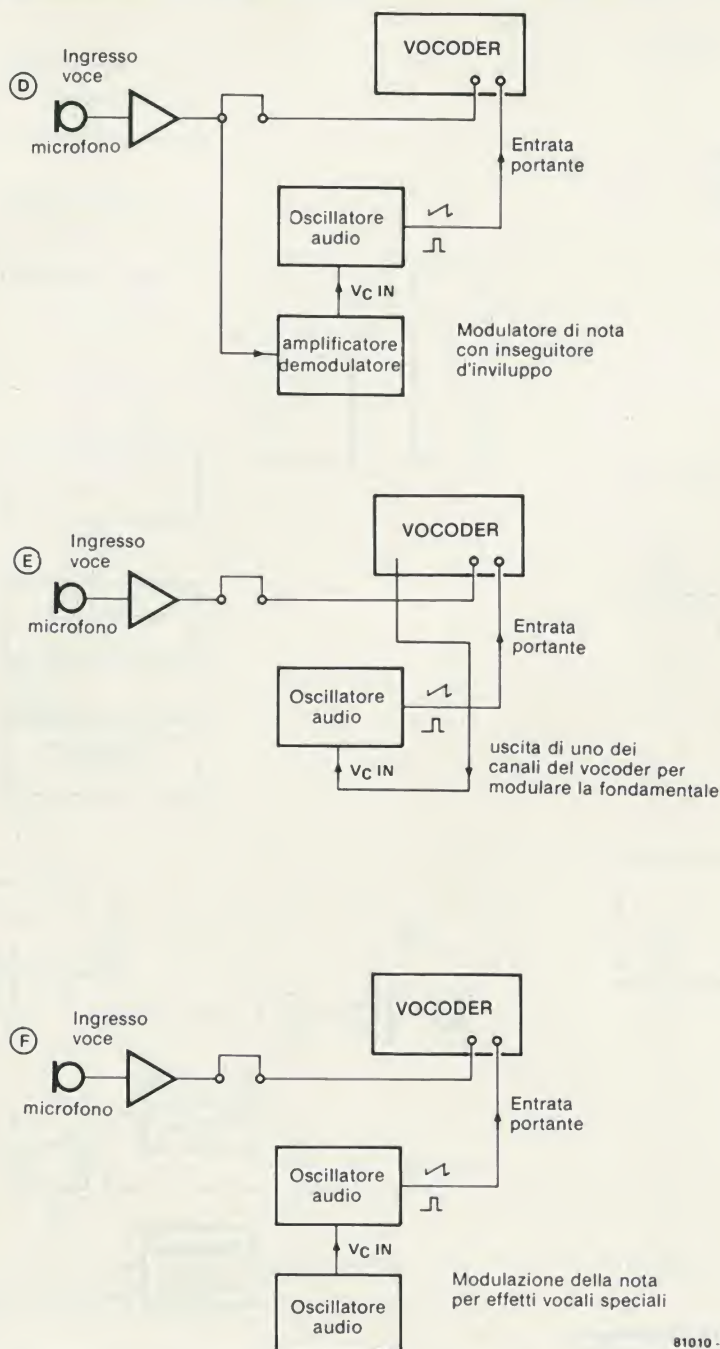 D
Ingresso
voce
microfono
VOCODER
Entrata
portante
Oscillatore
audio
VC IN
amplificatore
demodulatore
Modulatore di nota
con inseguitore
d'inviluppo
E
Ingresso
voce
microfono
VOCODER
Entrata
portante
Oscillatore
audio
VC IN
uscita di uno dei
canali del vocoder per
modulare la fondamentale
F
Ingresso
voce
microfono
VOCODER
Entrata
portante
Oscillatore
audio
VC IN
Oscillatore
audio
Modulazione della nota
per effetti vocali speciali
81010 -